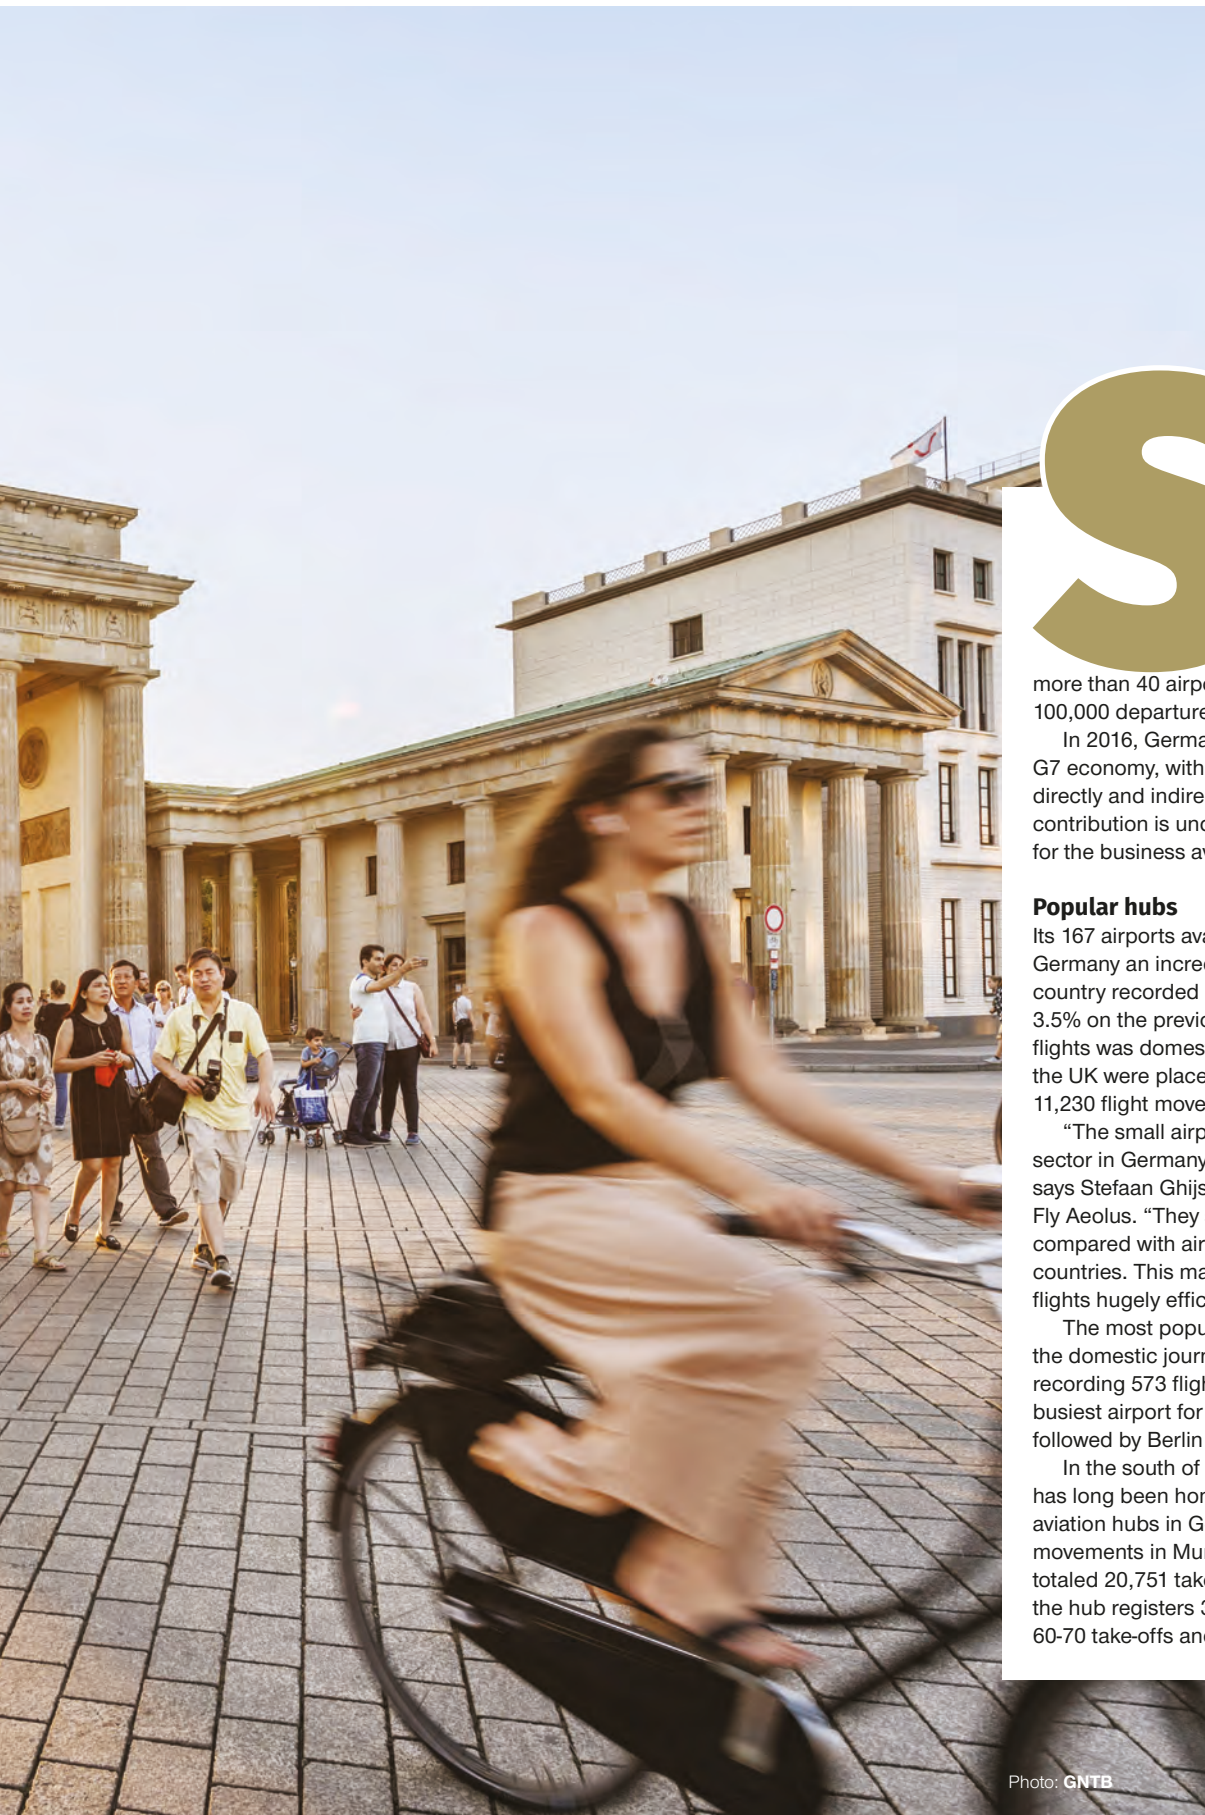 S
more than 40 airp
100,000 departure
In 2016, Germa
G7 economy, with
directly and indire
contribution is und
for the business av
Popular hubs
Its 167 airports ava
Germany an incred
country recorded
3.5% on the previo
flights was domes
the UK were place
11,230 flight move
“The small airp
sector in Germany
says Stefaan Ghijs
Fly Aeolus. “They
compared with air
countries. This ma
flights hugely effic
The most popu
the domestic journ
recording 573 fligh
busiest airport for
followed by Berlin
In the south of
has long been hom
aviation hubs in G
movements in Mun
totaled 20,751 take
the hub registers 3
60-70 take-offs and
Photo: GNTB